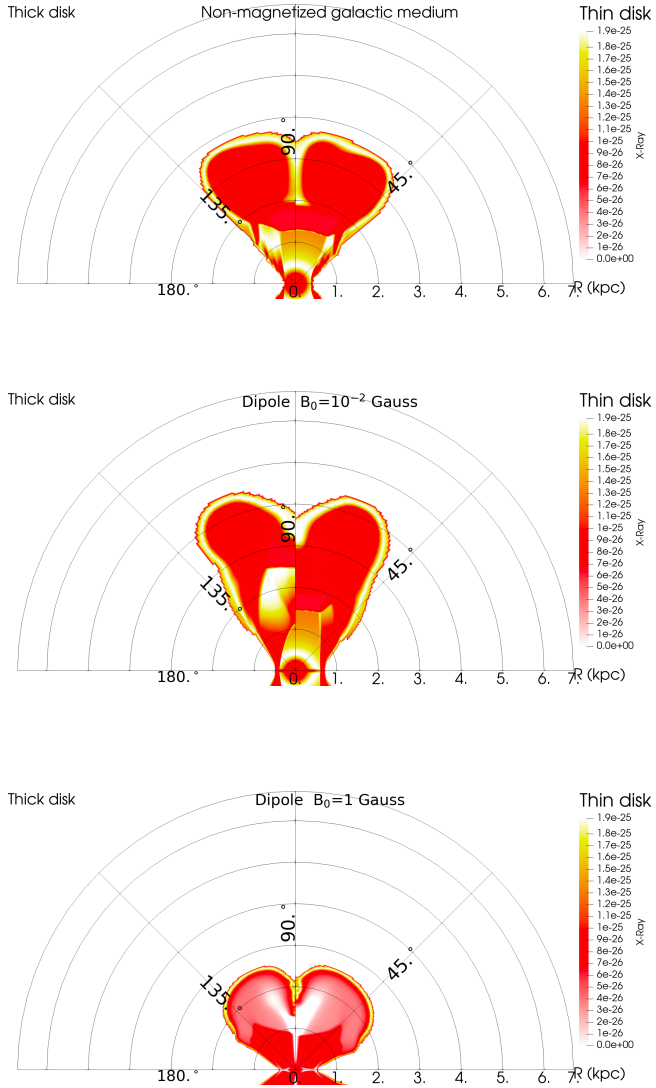 Thick disk
Non-magnetized galactic medium
Thin disk
1.9e-25
1.8e-25
1.7e-25
1.6e-25
1.5e-25
1.4e-25
1.3e-25
1.2e-25
1.1e-25
1e-25
9e-26
8e-26
7e-26
6e-26
5e-26
4e-26
3e-26
2e-26
1e-26
0.0e+00
X-Ray
90.°
45.°
135.°
180.°
0. 1. 2. 3. 4. 5. 6. 7. R (kpc)
Thick disk
Dipole B₀=10⁻² Gauss
Thin disk
1.9e-25
1.8e-25
1.7e-25
1.6e-25
1.5e-25
1.4e-25
1.3e-25
1.2e-25
1.1e-25
1e-25
9e-26
8e-26
7e-26
6e-26
5e-26
4e-26
3e-26
2e-26
1e-26
0.0e+00
X-Ray
90.°
45.°
135.°
180.°
0. 1. 2. 3. 4. 5. 6. 7. R (kpc)
Thick disk
Dipole B₀=1 Gauss
Thin disk
1.9e-25
1.8e-25
1.7e-25
1.6e-25
1.5e-25
1.4e-25
1.3e-25
1.2e-25
1.1e-25
1e-25
9e-26
8e-26
7e-26
6e-26
5e-26
4e-26
3e-26
2e-26
1e-26
0.0e+00
X-Ray
90.°
45.°
135.°
180.°
0. 1. 2. 3. 4. 5. 6. 7. R (kpc)